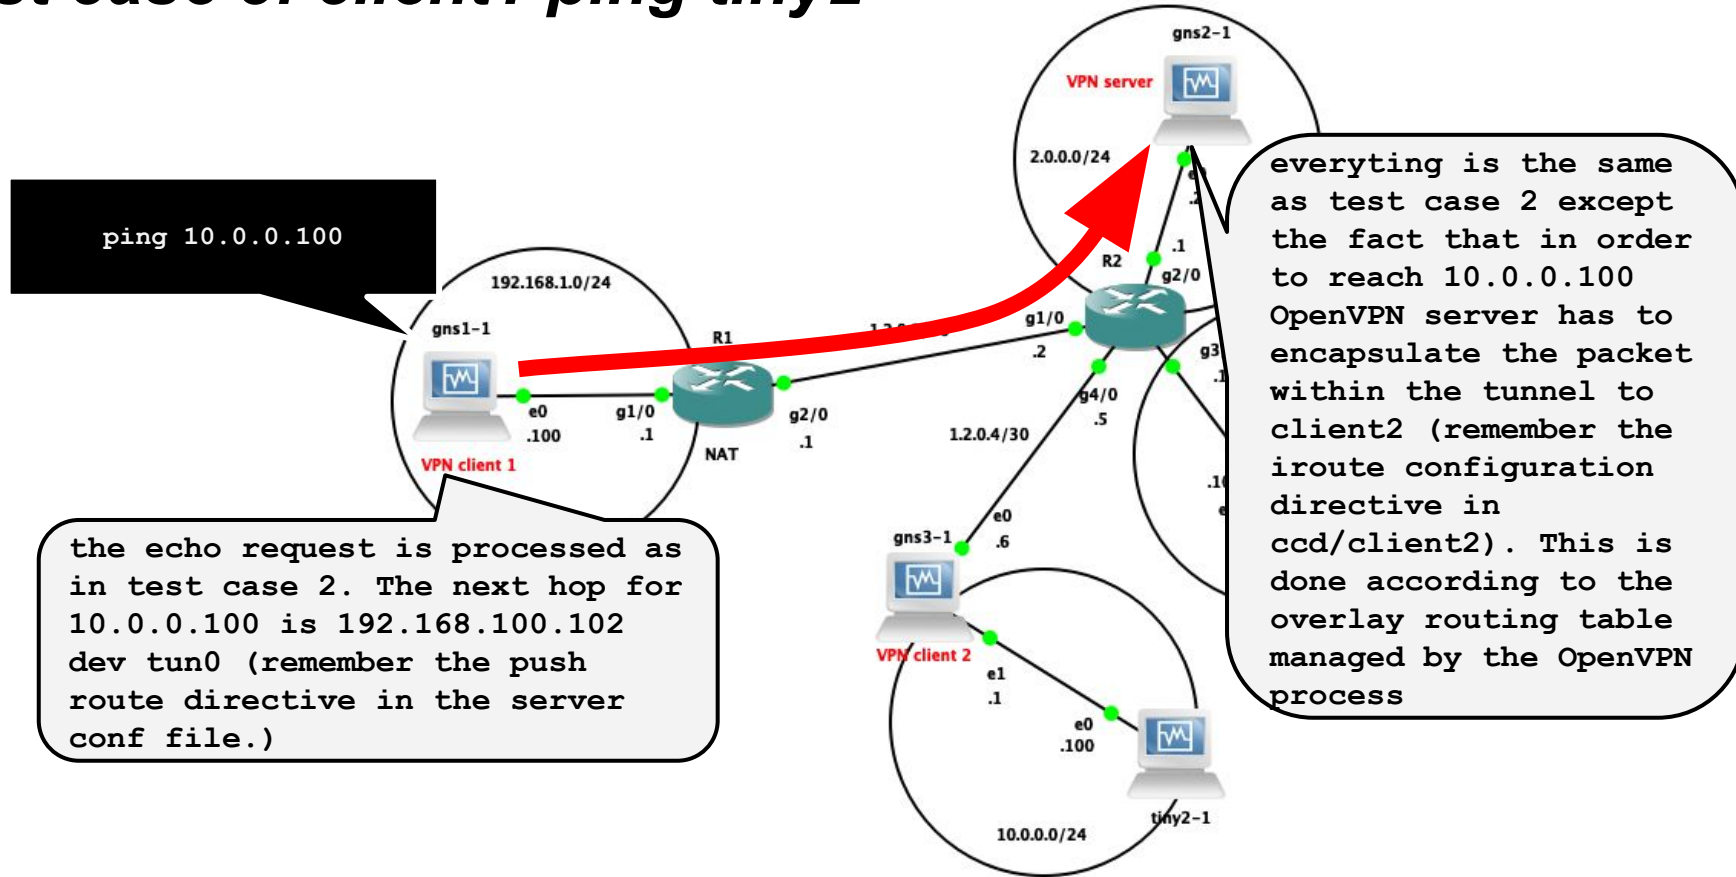 client1 ping tiny2
gns2-1
VPN server
2.0.0.0/24
.1
R2
g2/0
ping 10.0.0.100
192.168.1.0/24
gns1-1
R1
g1/0
.2
e0
.100
g1/0
.1
g2/0
.1
NAT
VPN client 1
g4/0
.5
1.2.0.4/30
e0
.6
gns3-1
VPN client 2
e1
.1
e0
.100
tiny2-1
10.0.0.0/24
the echo request is processed as
in test case 2. The next hop for
10.0.0.100 is 192.168.100.102
dev tun0 (remember the push
route directive in the server
conf file.)
everyting is the same
as test case 2 except
the fact that in order
to reach 10.0.0.100
OpenVPN server has to
encapsulate the packet
within the tunnel to
client2 (remember the
iroute configuration
directive in
ccd/client2). This is
done according to the
overlay routing table
managed by the OpenVPN
process